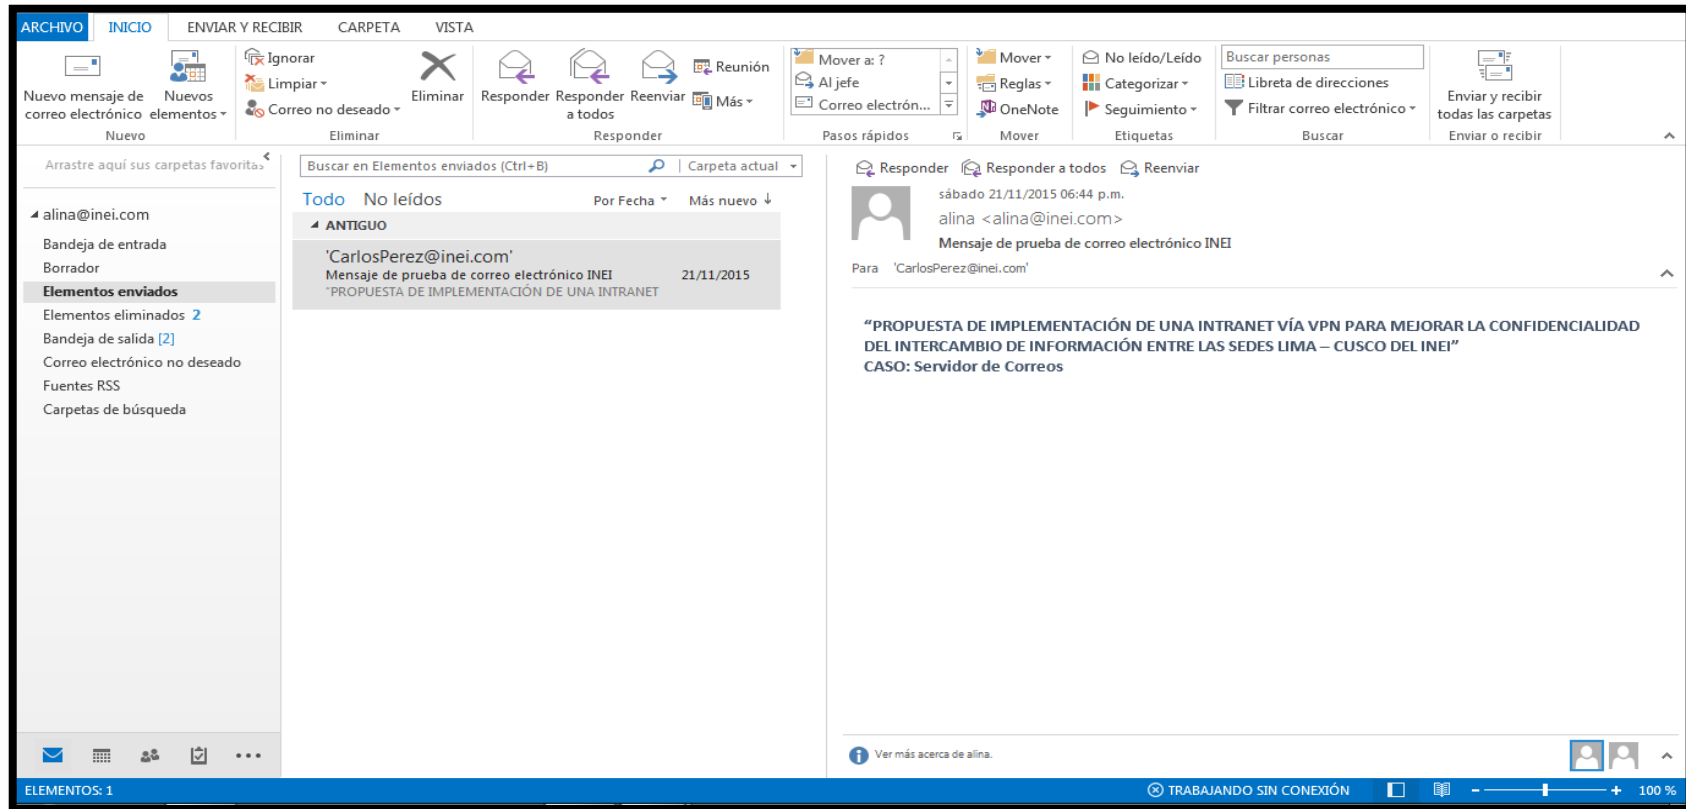 ARCHIVO INICIO ENVIAR Y RECIBIR CARPETA VISTA
Nuevo mensaje de correo electrónico
Nuevos elementos
Nuevo
Ignorar
Limpiar
Correo no deseado
Eliminar
Eliminar
Responder
Responder a todos
Reenviar
Reunión
Más
Responder
Mover a: ?
Al jefe
Correo electrón...
Pasos rápidos
Mover
Reglas
OneNote
Mover
No leído/Leído
Categorizar
Seguimiento
Etiquetas
Buscar personas
Libreta de direcciones
Filtrar correo electrónico
Buscar
Enviar y recibir
todas las carpetas
Enviar o recibir
Arrastre aquí sus carpetas favoritas
alina@inei.com
Bandeja de entrada
Borrador
Elementos enviados
Elementos eliminados 2
Bandeja de salida [2]
Correo electrónico no deseado
Fuentes RSS
Carpetas de búsqueda
Buscar en Elementos enviados (Ctrl+B) Carpeta actual
Todo No leídos Por Fecha Más nuevo
ANTIGUO
'CarlosPerez@inei.com'
Mensaje de prueba de correo electrónico INEI 21/11/2015
"PROPUESTA DE IMPLEMENTACIÓN DE UNA INTRANET
Responder Responder a todos Reenviar
sábado 21/11/2015 06:44 p.m.
alina <alina@inei.com>
Mensaje de prueba de correo electrónico INEI
Para 'CarlosPerez@inei.com'
“PROPUESTA DE IMPLEMENTACIÓN DE UNA INTRANET VÍA VPN PARA MEJORAR LA CONFIDENCIALIDAD
DEL INTERCAMBIO DE INFORMACIÓN ENTRE LAS SEDES LIMA – CUSCO DEL INEI”
CASO: Servidor de Correos
Ver más acerca de alina.
ELEMENTOS: 1 TRABAJANDO SIN CONEXIÓN 100 %